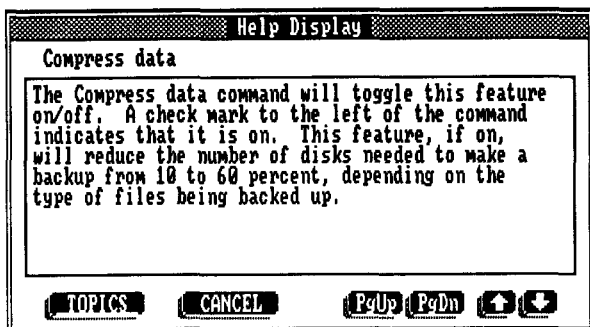 Help Display
Compress data
The Compress data command will toggle this feature
on/off.  A check mark to the left of the command
indicates that it is on.  This feature, if on,
will reduce the number of disks needed to make a
backup from 10 to 60 percent, depending on the
type of files being backed up.
TOPICS CANCEL PgUp PgDn ↑ ↓